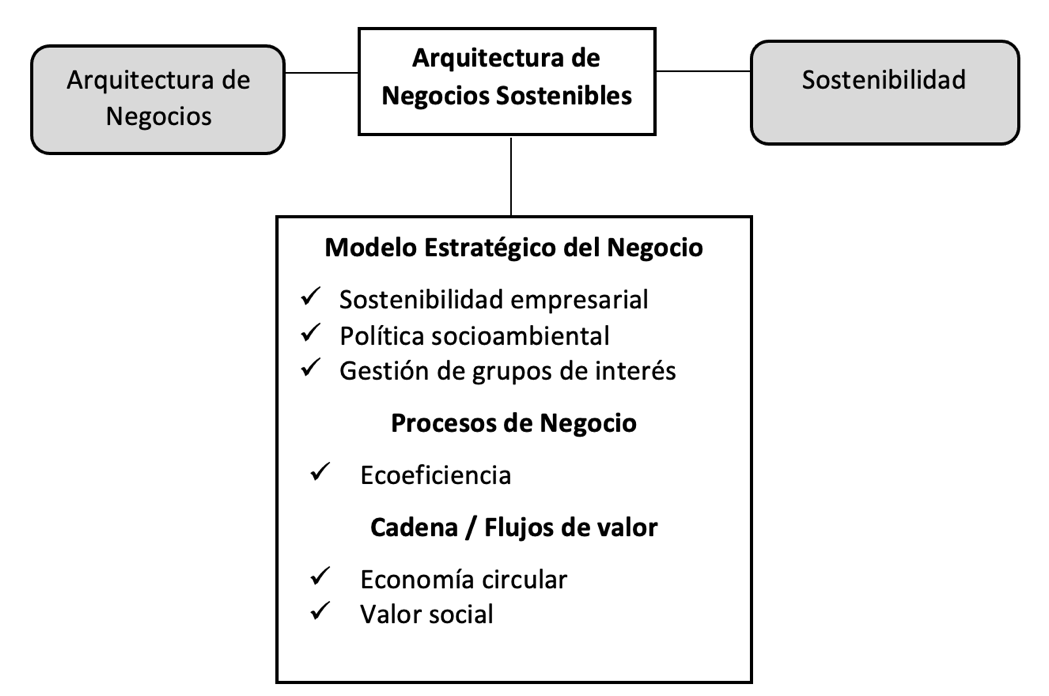 Arquitectura de
Negocios
Arquitectura de
Negocios Sostenibles
Sostenibilidad
Modelo Estratégico del Negocio
✓ Sostenibilidad empresarial
✓ Política socioambiental
✓ Gestión de grupos de interés
Procesos de Negocio
✓ Ecoeficiencia
Cadena / Flujos de valor
✓ Economía circular
✓ Valor social